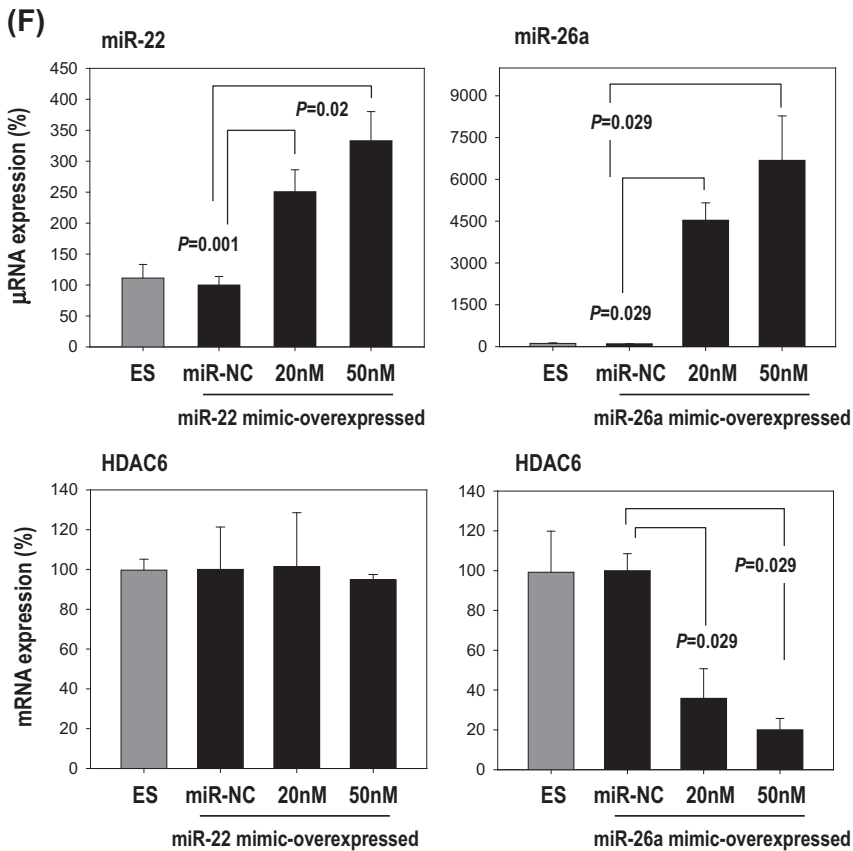 (F)
miR-22
μRNA expression (%)
450
400
350
300
250
200
150
100
50
0
P=0.02
P=0.001
ES miR-NC 20nM 50nM
miR-22 mimic-overexpressed
miR-26a
9000
7500
6000
4500
3000
1500
0
P=0.029
P=0.029
ES miR-NC 20nM 50nM
miR-26a mimic-overexpressed
HDAC6
mRNA expression (%)
140
120
100
80
60
40
20
0
ES miR-NC 20nM 50nM
miR-22 mimic-overexpressed
HDAC6
140
120
100
80
60
40
20
0
P=0.029
P=0.029
ES miR-NC 20nM 50nM
miR-26a mimic-overexpressed